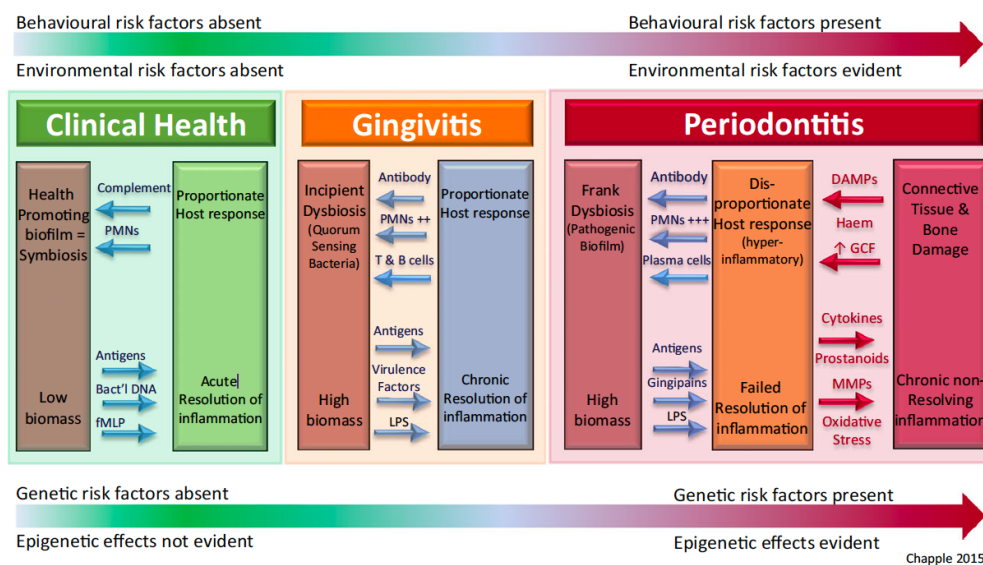 Behavioural risk factors absent
Behavioural risk factors present
Environmental risk factors absent
Environmental risk factors evident
Clinical Health
Health
Promoting
biofilm =
Symbiosis
Low
biomass
Complement
PMNs
Antigens
Bact'l DNA
fMLP
Proportionate
Host response
Acute
Resolution of
inflammation
Gingivitis
Incipient
Dysbiosis
(Quorum
Sensing
Bacteria)
High
biomass
Antibody
PMNs ++
T & B cells
Antigens
Virulence
Factors
LPS
Proportionate
Host response
Chronic
Resolution of
inflammation
Periodontitis
Frank
Dysbiosis
(Pathogenic
Biofilm)
High
biomass
Antibody
PMNs +++
Plasma cells
Antigens
Gingipains
LPS
Dis-
proportionate
Host response
(hyper-
inflammatory)
Failed
Resolution of
inflammation
DAMPs
Haem
↑ GCF
Cytokines
Prostanoids
MMPs
Oxidative
Stress
Connective
Tissue &
Bone
Damage
Chronic non-
Resolving
inflammation
Genetic risk factors absent
Genetic risk factors present
Epigenetic effects not evident
Epigenetic effects evident
Chapple 2015